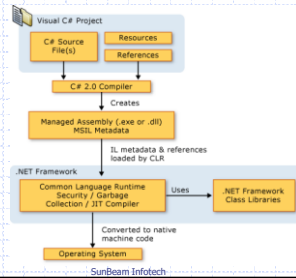 Visual C# Project
C# Source
File(s)
Resources
References
C# 2.0 Compiler
Creates
Managed Assembly (.exe or .dll)
MSIL Metadata
IL metadata & references
loaded by CLR
.NET Framework
Common Language Runtime
Security / Garbage
Collection / JIT Compiler
Uses
.NET Framework
Class Libraries
Converted to native
machine code
Operating System
SunBeam Infotech